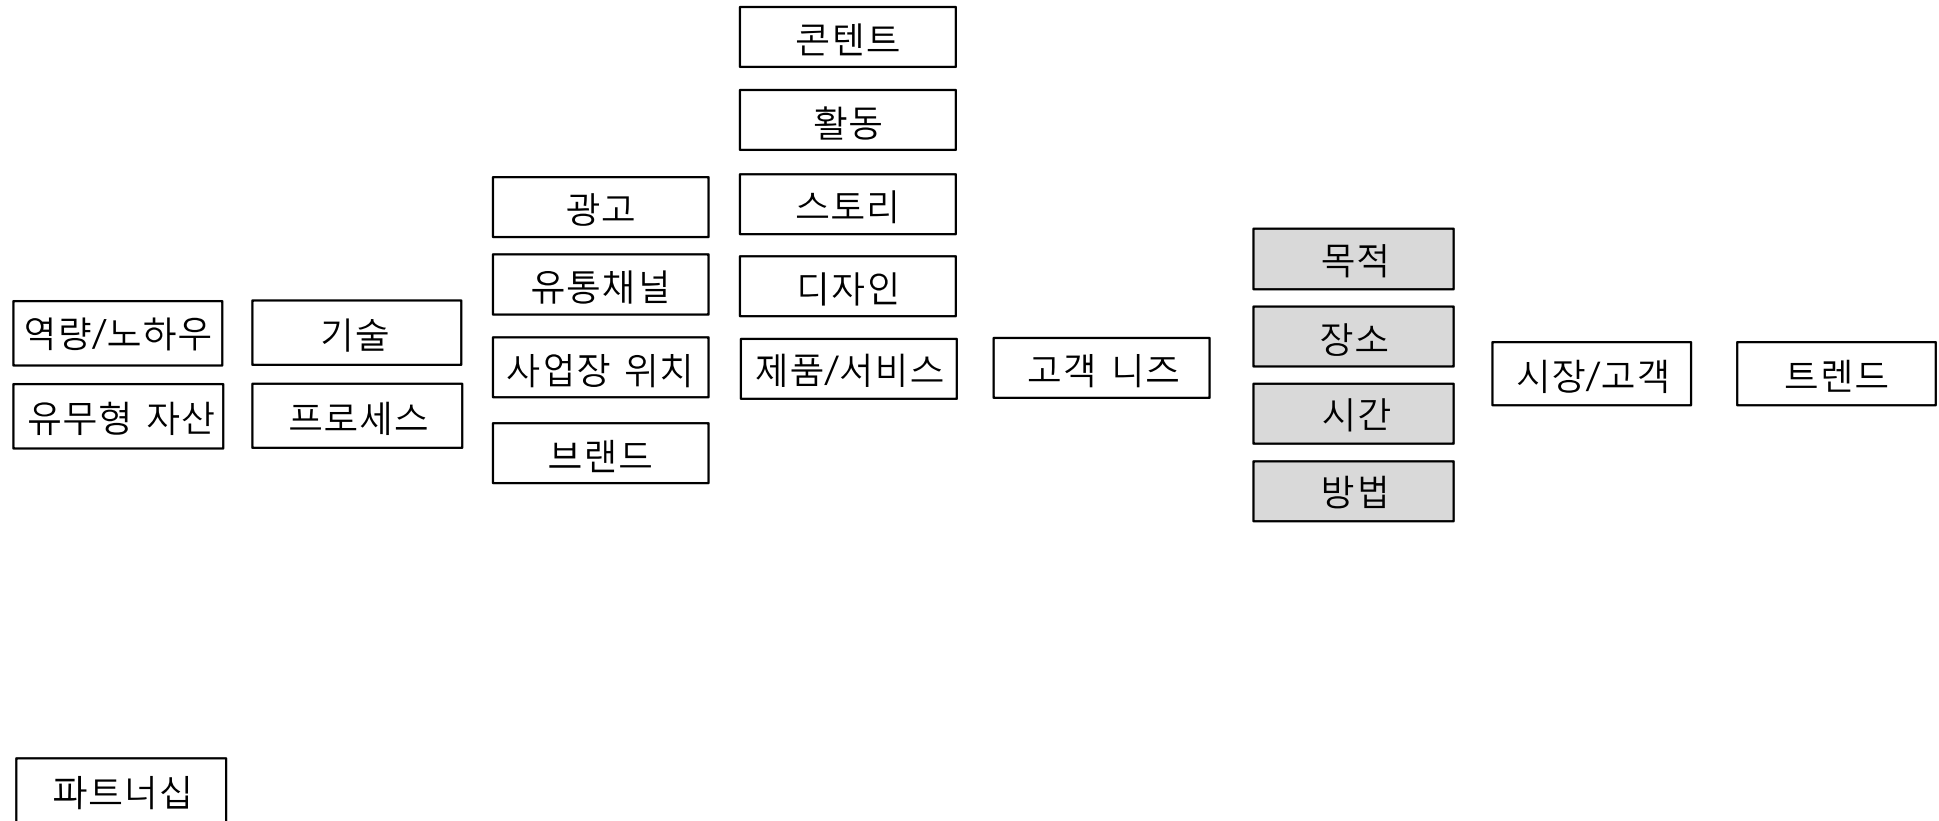 콘텐트
활동
스토리
디자인
제품/서비스
광고
유통채널
사업장 위치
브랜드
역량/노하우
유무형 자산
기술
프로세스
고객 니즈
목적
장소
시간
방법
시장/고객
트렌드
파트너십